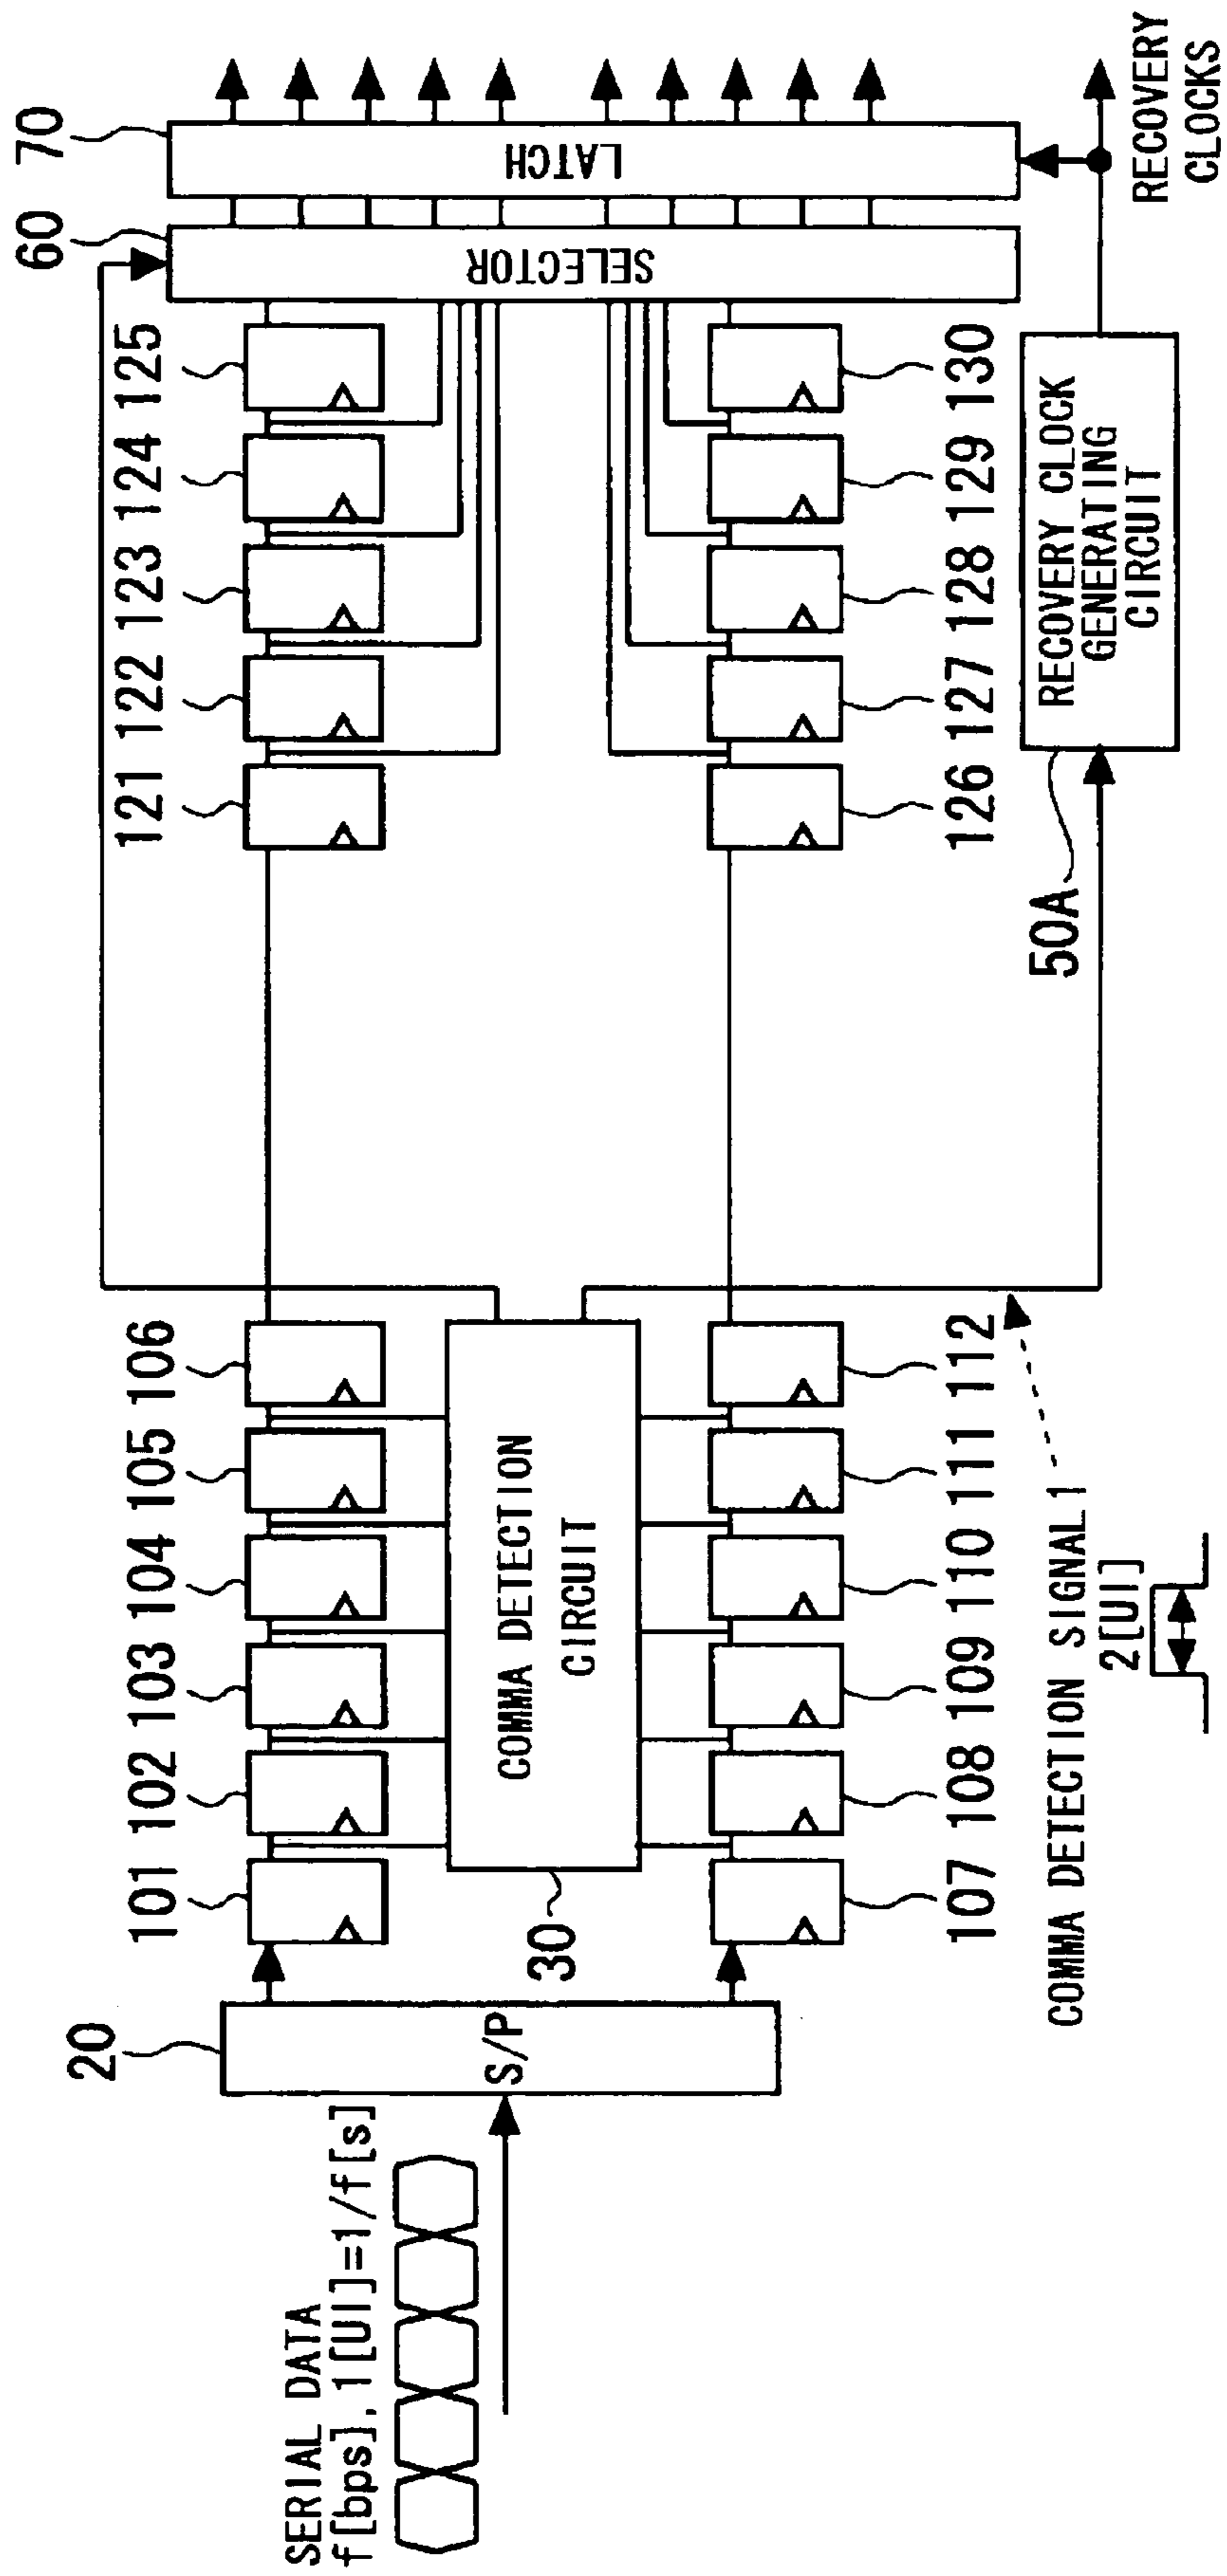 SERIAL DATA
f[bps], 1[UI]=1/f[s]
20
S/P
101
102
103
104
105
106
30
COMMA DETECTION
CIRCUIT
107
108
109
110
111
112
COMMA DETECTION SIGNAL1
2[UI]
121
122
123
124
125
126
127
128
129
130
50A
RECOVERY CLOCK
GENERATING
CIRCUIT
60
SELECTOR
70
LATCH
RECOVERY
CLOCKS